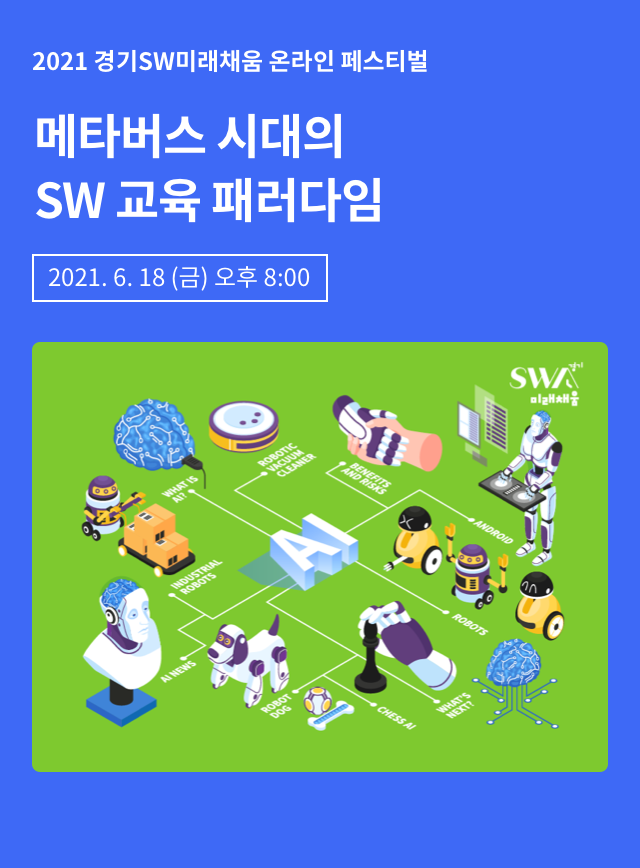 2021 경기SW미래채움 온라인 페스티벌
메타버스 시대의
SW 교육 패러다임
2021. 6. 18 (금) 오후 8:00
SWA 경기
미래채움
WHAT IS
AI?
ROBOTIC
VACUUM
CLEANER
BENEFITS
AND RISKS
ANDROID
AI
INDUSTRIAL
ROBOTS
ROBOTS
AI NEWS
ROBOT
DOG
CHESS AI
WHAT'S
NEXT?